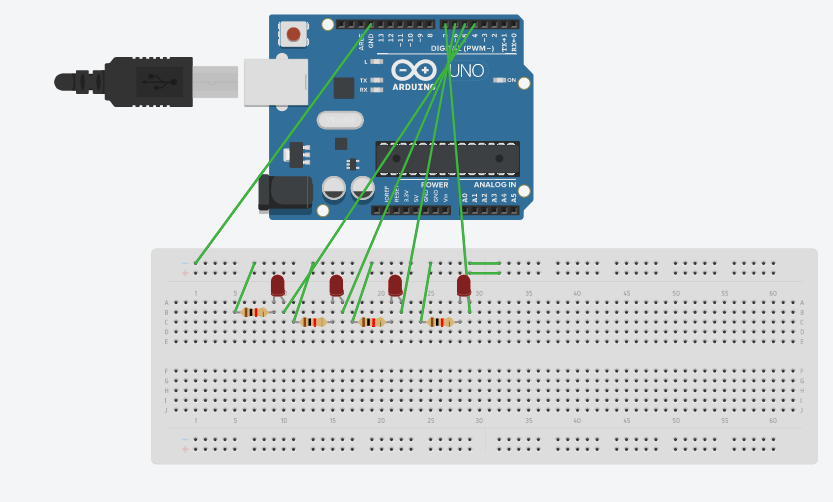 AREF
GND
13
12
~11
~10
~9
8
7
~6
~5
4
~3
2
TX→1
RX←0
DIGITAL (PWM~)
L
TX
RX
UNO
ARDUINO
ON
POWER
ANALOG IN
IOREF
RESET
3.3V
5V
GND
GND
Vin
A0
A1
A2
A3
A4
A5
1 5 10 15 20 25 30 35 40 45 50 55 60
A A
B B
C C
D D
E E
F F
G G
H H
I I
J J
1 5 10 15 20 25 30 35 40 45 50 55 60